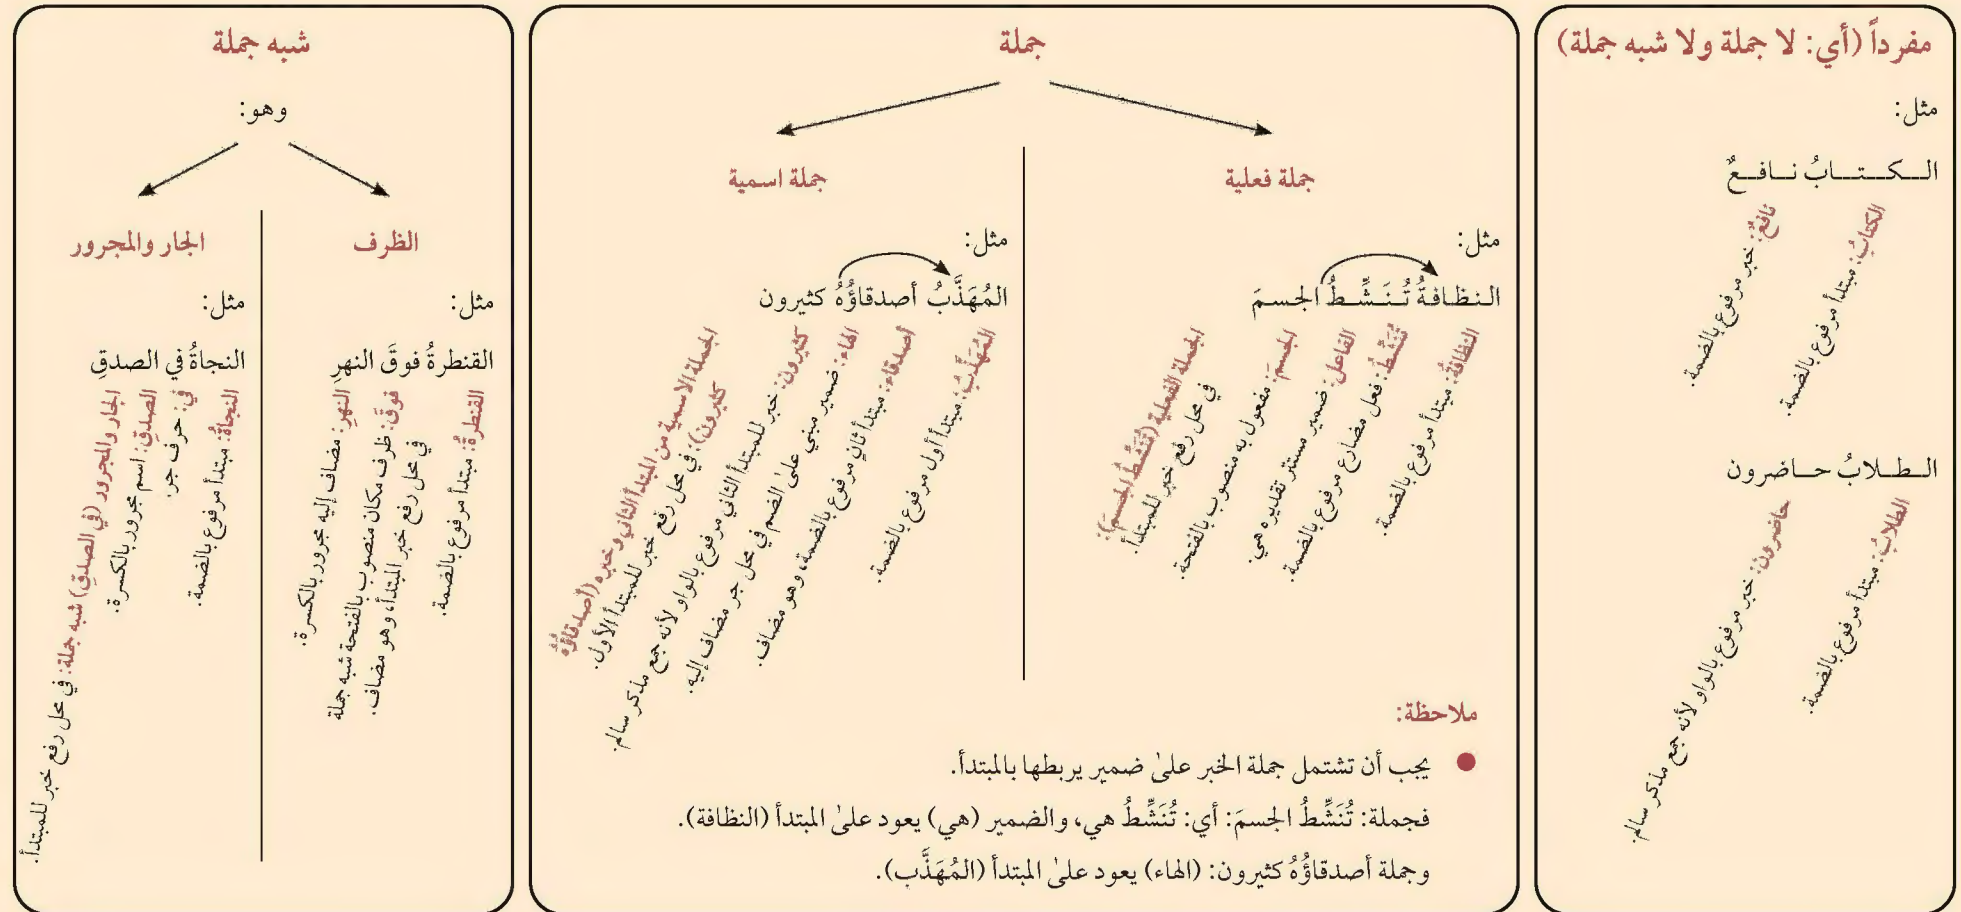 مفرداً (أي: لا جملة ولا شبه جملة)
مثل:
الـكـتـابُ نـافـعٌ
الكتابُ: مبتدأ مرفوع بالضمة.
نافعٌ: خبر مرفوع بالضمة.
الـطـلابُ حـاضرون
الطلابُ: مبتدأ مرفوع بالضمة.
حاضرون: خبر مرفوع بالواو لأنه جمع مذكر سالم.
جملة
جملة فعلية
مثل:
النظافةُ تُـنَـشِّـطُ الجسمَ
النظافةُ: مبتدأ مرفوع بالضمة.
تُنَشِّطُ: فعل مضارع مرفوع بالضمة.
الفاعل: ضمير مستتر تقديره هي.
الجسمَ: مفعول به منصوب بالفتحة.
الجملة الفعلية (تُنَشِّطُ الجسمَ):
في محل رفع خبر للمبتدأ.
جملة اسمية
مثل:
المُهَذَّبُ أصدقاؤُهُ كثيرون
المُهَذَّبُ: مبتدأ أول مرفوع بالضمة.
أصدقاء: مبتدأ ثاني مرفوع بالضمة، وهو مضاف.
الهاء: ضمير مبني علىٰ الضم في محل جر مضاف إليه.
كثيرون: خبر للمبتدأ الثاني مرفوع بالواو لأنه جمع مذكر سالم.
الجملة الاسمية من المبتدأ الثاني وخبره (أصدقاؤُهُ
كثيرون): في محل رفع خبر للمبتدأ الأول.
ملاحظة:
● يجب أن تشتمل جملة الخبر علىٰ ضمير يربطها بالمبتدأ.
فجملة: تُنَشِّطُ الجسمَ: أي: تُنَشِّطُ هي، والضمير (هي) يعود علىٰ المبتدأ (النظافة).
وجملة أصدقاؤُهُ كثيرون: (الهاء) يعود علىٰ المبتدأ (المُهَذَّب).
شبه جملة
وهو:
الظرف
مثل:
القنطرةُ فوقَ النهرِ
القنطرةُ: مبتدأ مرفوع بالضمة.
فوقَ: ظرف مكان منصوب بالفتحة شبه جملة
في محل رفع خبر المبتدأ، وهو مضاف.
النهرِ: مضاف إليه مجرور بالكسرة.
الجار والمجرور
مثل:
النجاةُ في الصدقِ
النجاةُ: مبتدأ مرفوع بالضمة.
في: حرف جر.
الصدقِ: اسم مجرور بالكسرة.
الجار والمجرور (في الصدقِ) شبه جملة: في محل رفع خبر للمبتدأ.